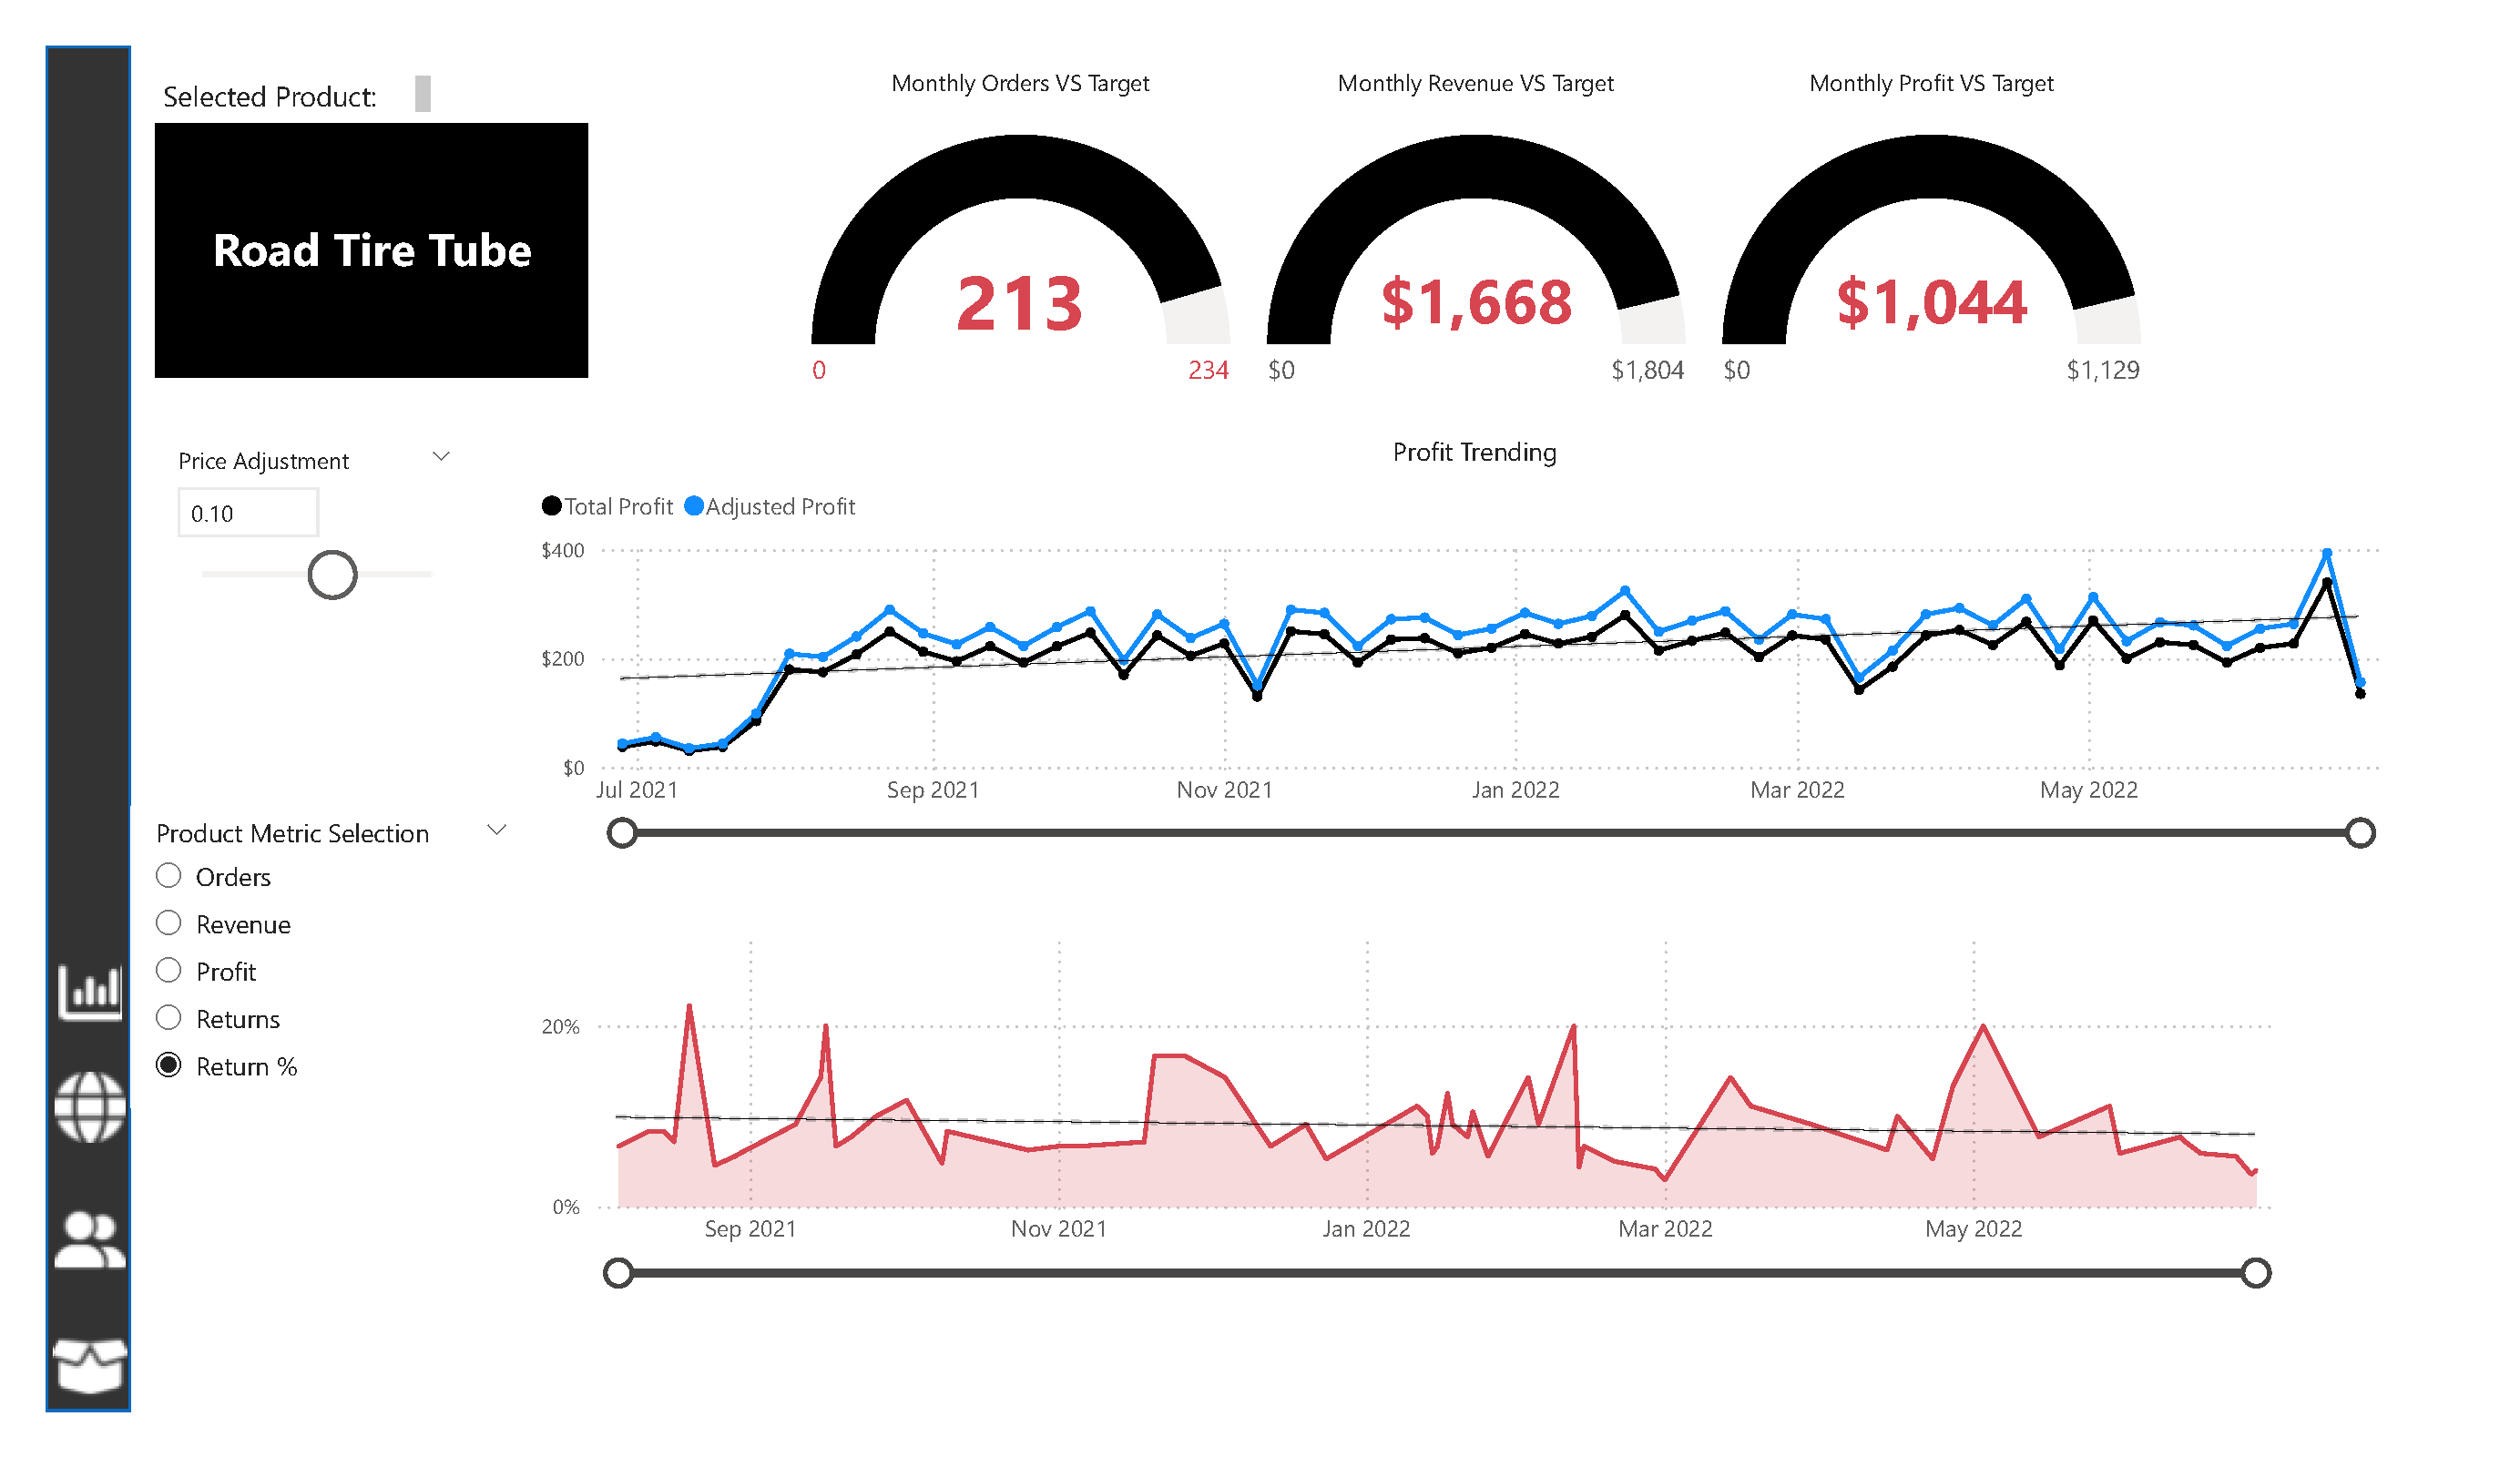 Selected Product:
Road Tire Tube
Monthly Orders VS Target
213
0
234
Monthly Revenue VS Target
$1,668
$0
$1,804
Monthly Profit VS Target
$1,044
$0
$1,129
Price Adjustment
0.10
Profit Trending
Total Profit
Adjusted Profit
$400
$200
$0
Jul 2021
Sep 2021
Nov 2021
Jan 2022
Mar 2022
May 2022
Product Metric Selection
Orders
Revenue
Profit
Returns
Return %
20%
0%
Sep 2021
Nov 2021
Jan 2022
Mar 2022
May 2022